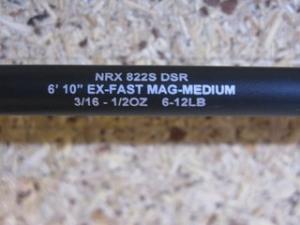 NRX 822S DSR
6' 10" EX-FAST MAG-MEDIUM
3/16 - 1/2OZ 6-12LB